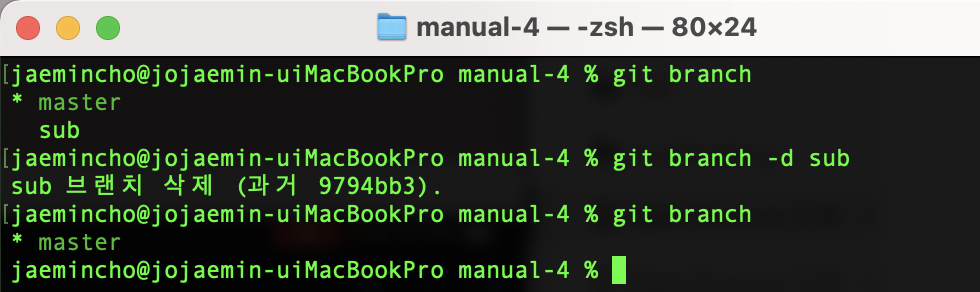 manual-4 — -zsh — 80×24
[jaemincho@jojaemin-uiMacBookPro manual-4 % git branch
* master
  sub
[jaemincho@jojaemin-uiMacBookPro manual-4 % git branch -d sub
sub 브랜치 삭제 (과거 9794bb3).
[jaemincho@jojaemin-uiMacBookPro manual-4 % git branch
* master
jaemincho@jojaemin-uiMacBookPro manual-4 %